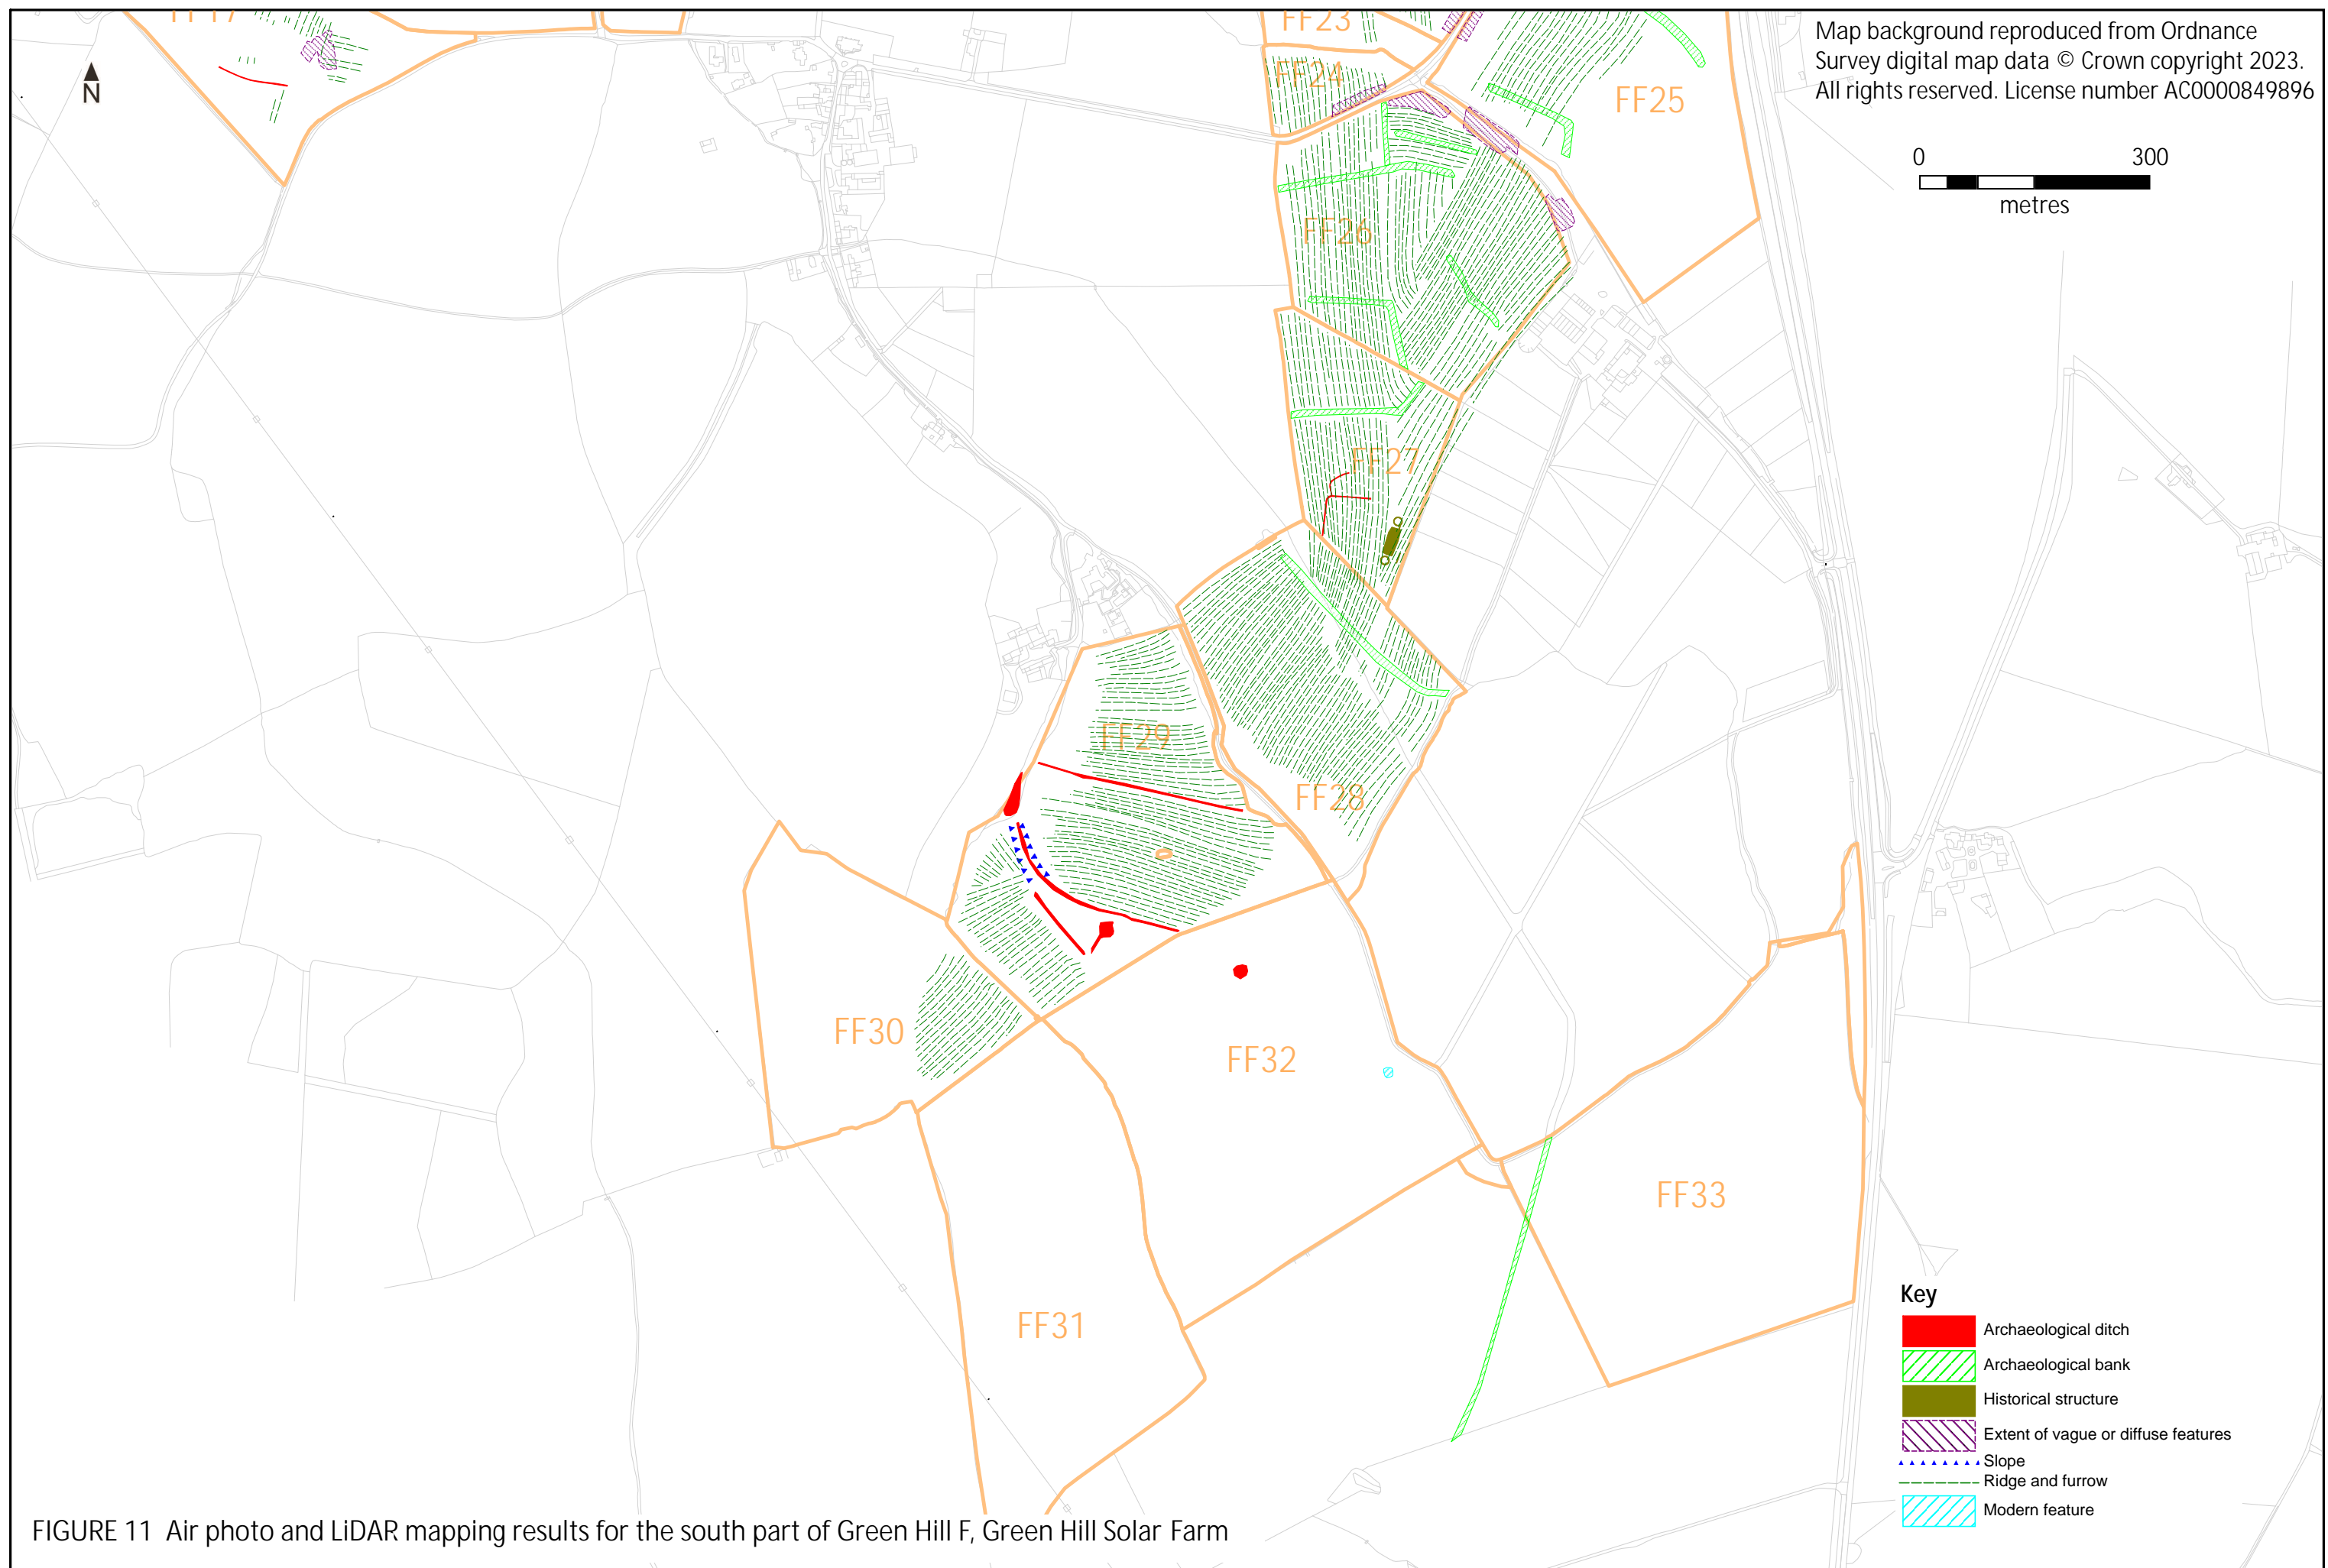 FF17
FF23
Map background reproduced from Ordnance
Survey digital map data © Crown copyright 2023.
All rights reserved. License number AC0000849896
N
FF24
FF25
0 300
metres
FF26
FF27
FF29
FF28
FF30
FF32
FF33
FF31
Key
Archaeological ditch
Archaeological bank
Historical structure
Extent of vague or diffuse features
Slope
Ridge and furrow
Modern feature
FIGURE 11 Air photo and LiDAR mapping results for the south part of Green Hill F, Green Hill Solar Farm